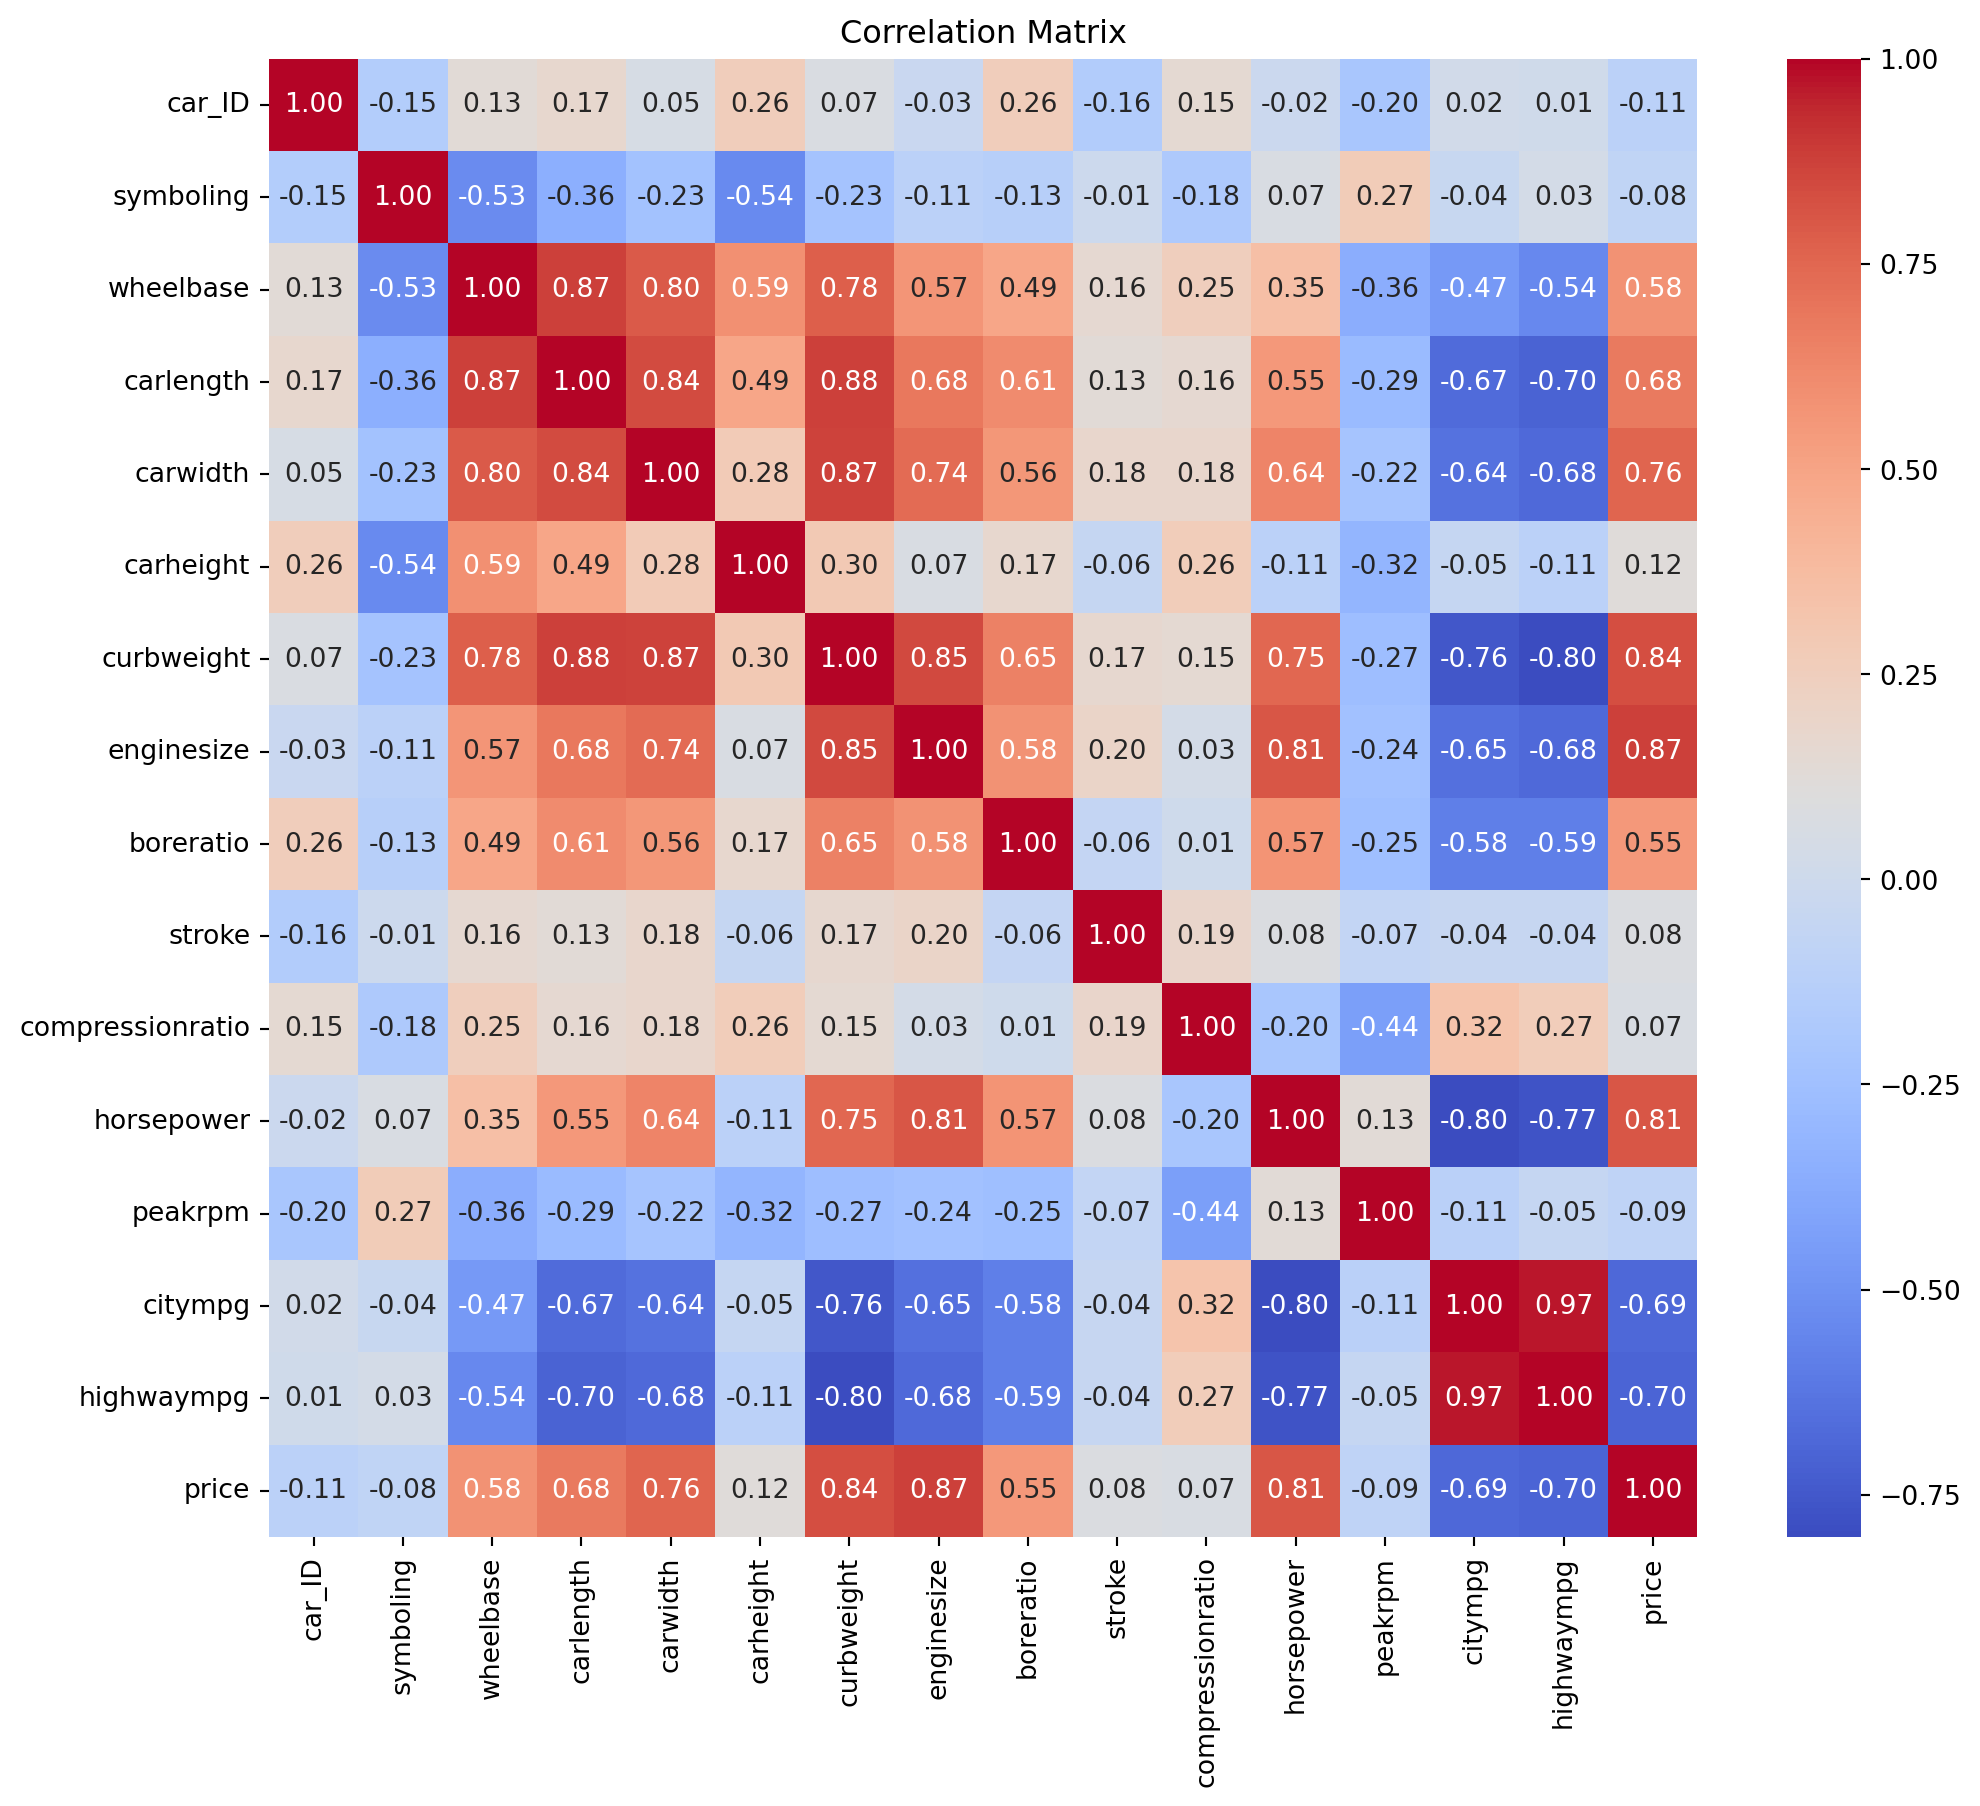 Correlation Matrix
car_ID 1.00 -0.15 0.13 0.17 0.05 0.26 0.07 -0.03 0.26 -0.16 0.15 -0.02 -0.20 0.02 0.01 -0.11
symboling -0.15 1.00 -0.53 -0.36 -0.23 -0.54 -0.23 -0.11 -0.13 -0.01 -0.18 0.07 0.27 -0.04 0.03 -0.08
wheelbase 0.13 -0.53 1.00 0.87 0.80 0.59 0.78 0.57 0.49 0.16 0.25 0.35 -0.36 -0.47 -0.54 0.58
carlength 0.17 -0.36 0.87 1.00 0.84 0.49 0.88 0.68 0.61 0.13 0.16 0.55 -0.29 -0.67 -0.70 0.68
carwidth 0.05 -0.23 0.80 0.84 1.00 0.28 0.87 0.74 0.56 0.18 0.18 0.64 -0.22 -0.64 -0.68 0.76
carheight 0.26 -0.54 0.59 0.49 0.28 1.00 0.30 0.07 0.17 -0.06 0.26 -0.11 -0.32 -0.05 -0.11 0.12
curbweight 0.07 -0.23 0.78 0.88 0.87 0.30 1.00 0.85 0.65 0.17 0.15 0.75 -0.27 -0.76 -0.80 0.84
enginesize -0.03 -0.11 0.57 0.68 0.74 0.07 0.85 1.00 0.58 0.20 0.03 0.81 -0.24 -0.65 -0.68 0.87
boreratio 0.26 -0.13 0.49 0.61 0.56 0.17 0.65 0.58 1.00 -0.06 0.01 0.57 -0.25 -0.58 -0.59 0.55
stroke -0.16 -0.01 0.16 0.13 0.18 -0.06 0.17 0.20 -0.06 1.00 0.19 0.08 -0.07 -0.04 -0.04 0.08
compressionratio 0.15 -0.18 0.25 0.16 0.18 0.26 0.15 0.03 0.01 0.19 1.00 -0.20 -0.44 0.32 0.27 0.07
horsepower -0.02 0.07 0.35 0.55 0.64 -0.11 0.75 0.81 0.57 0.08 -0.20 1.00 0.13 -0.80 -0.77 0.81
peakrpm -0.20 0.27 -0.36 -0.29 -0.22 -0.32 -0.27 -0.24 -0.25 -0.07 -0.44 0.13 1.00 -0.11 -0.05 -0.09
citympg 0.02 -0.04 -0.47 -0.67 -0.64 -0.05 -0.76 -0.65 -0.58 -0.04 0.32 -0.80 -0.11 1.00 0.97 -0.69
highwaympg 0.01 0.03 -0.54 -0.70 -0.68 -0.11 -0.80 -0.68 -0.59 -0.04 0.27 -0.77 -0.05 0.97 1.00 -0.70
price -0.11 -0.08 0.58 0.68 0.76 0.12 0.84 0.87 0.55 0.08 0.07 0.81 -0.09 -0.69 -0.70 1.00
car_ID
symboling
wheelbase
carlength
carwidth
carheight
curbweight
enginesize
boreratio
stroke
compressionratio
horsepower
peakrpm
citympg
highwaympg
price
1.00
0.75
0.50
0.25
0.00
−0.25
−0.50
−0.75